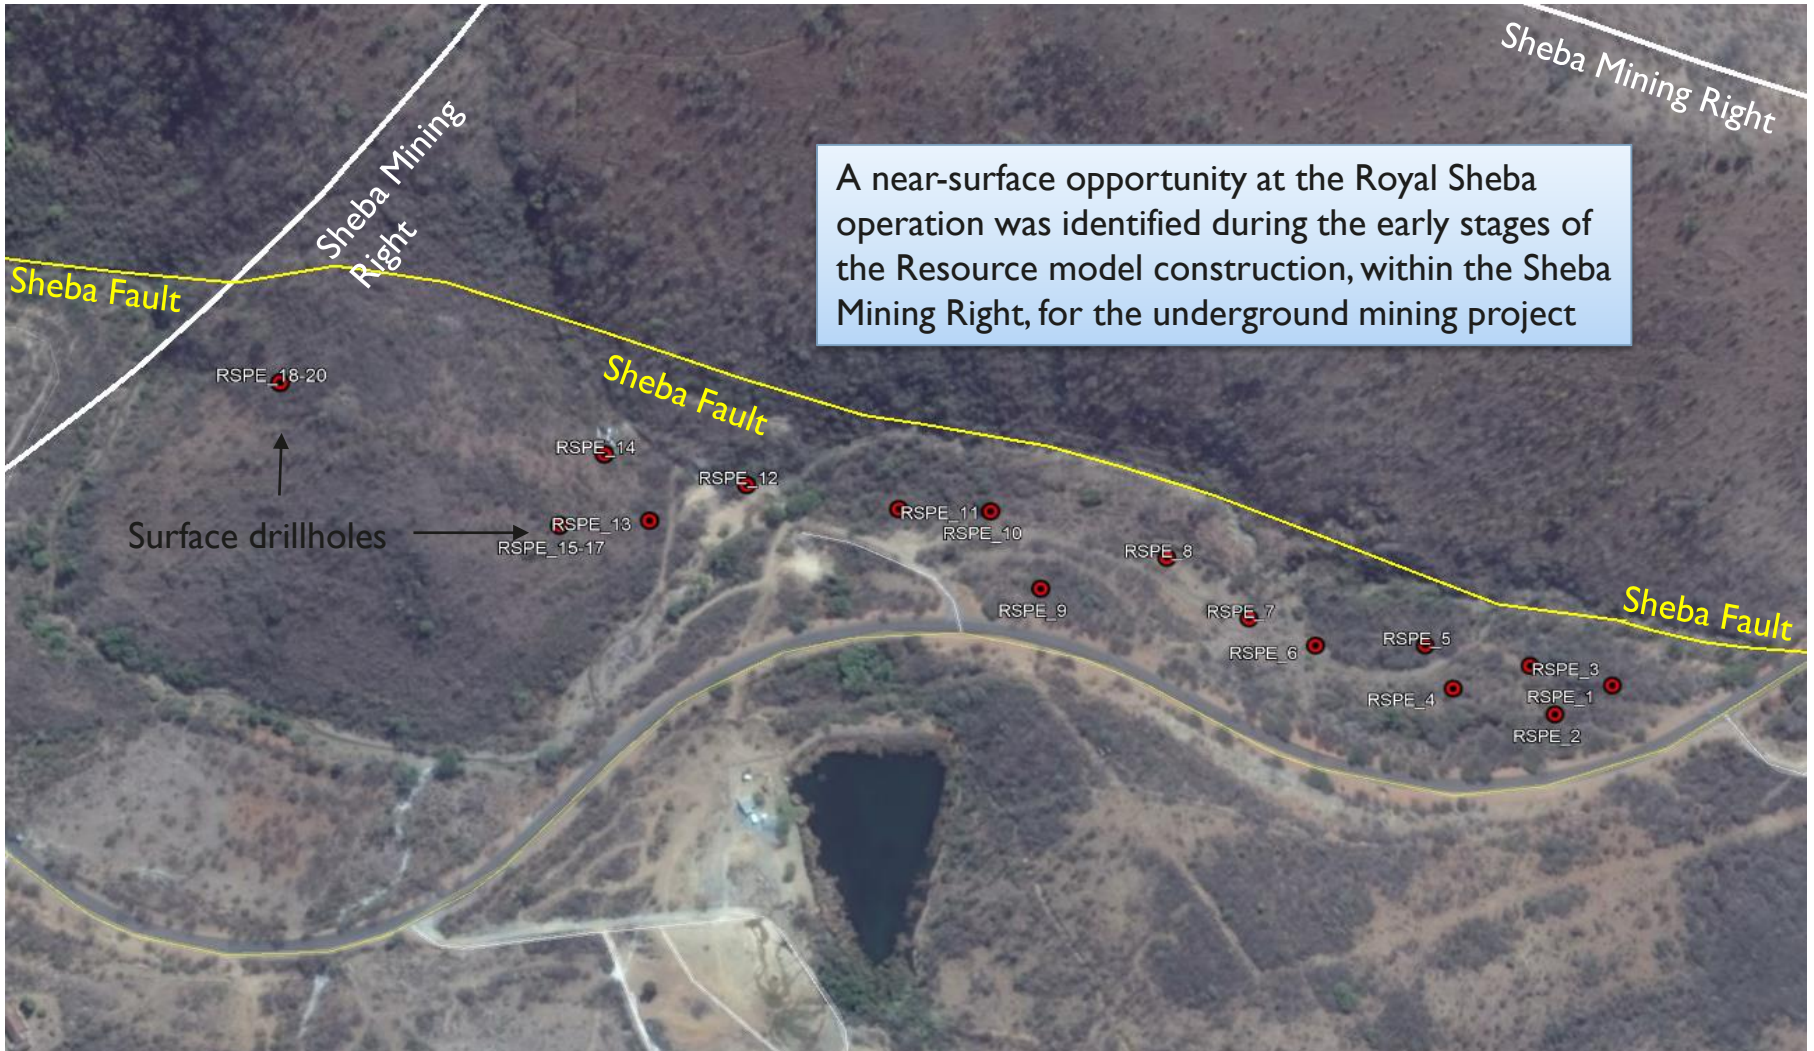 Sheba Mining Right
Sheba Mining
Right
A near-surface opportunity at the Royal Sheba
operation was identified during the early stages of
the Resource model construction, within the Sheba
Mining Right, for the underground mining project
Sheba Fault
Sheba Fault
RSPE_18-20
RSPE_14
RSPE_12
RSPE_13
RSPE_15-17
Surface drillholes
RSPE_11
RSPE_10
RSPE_8
RSPE_9
RSPE_7
RSPE_6
RSPE_5
RSPE_4
RSPE_3
RSPE_1
RSPE_2
Sheba Fault